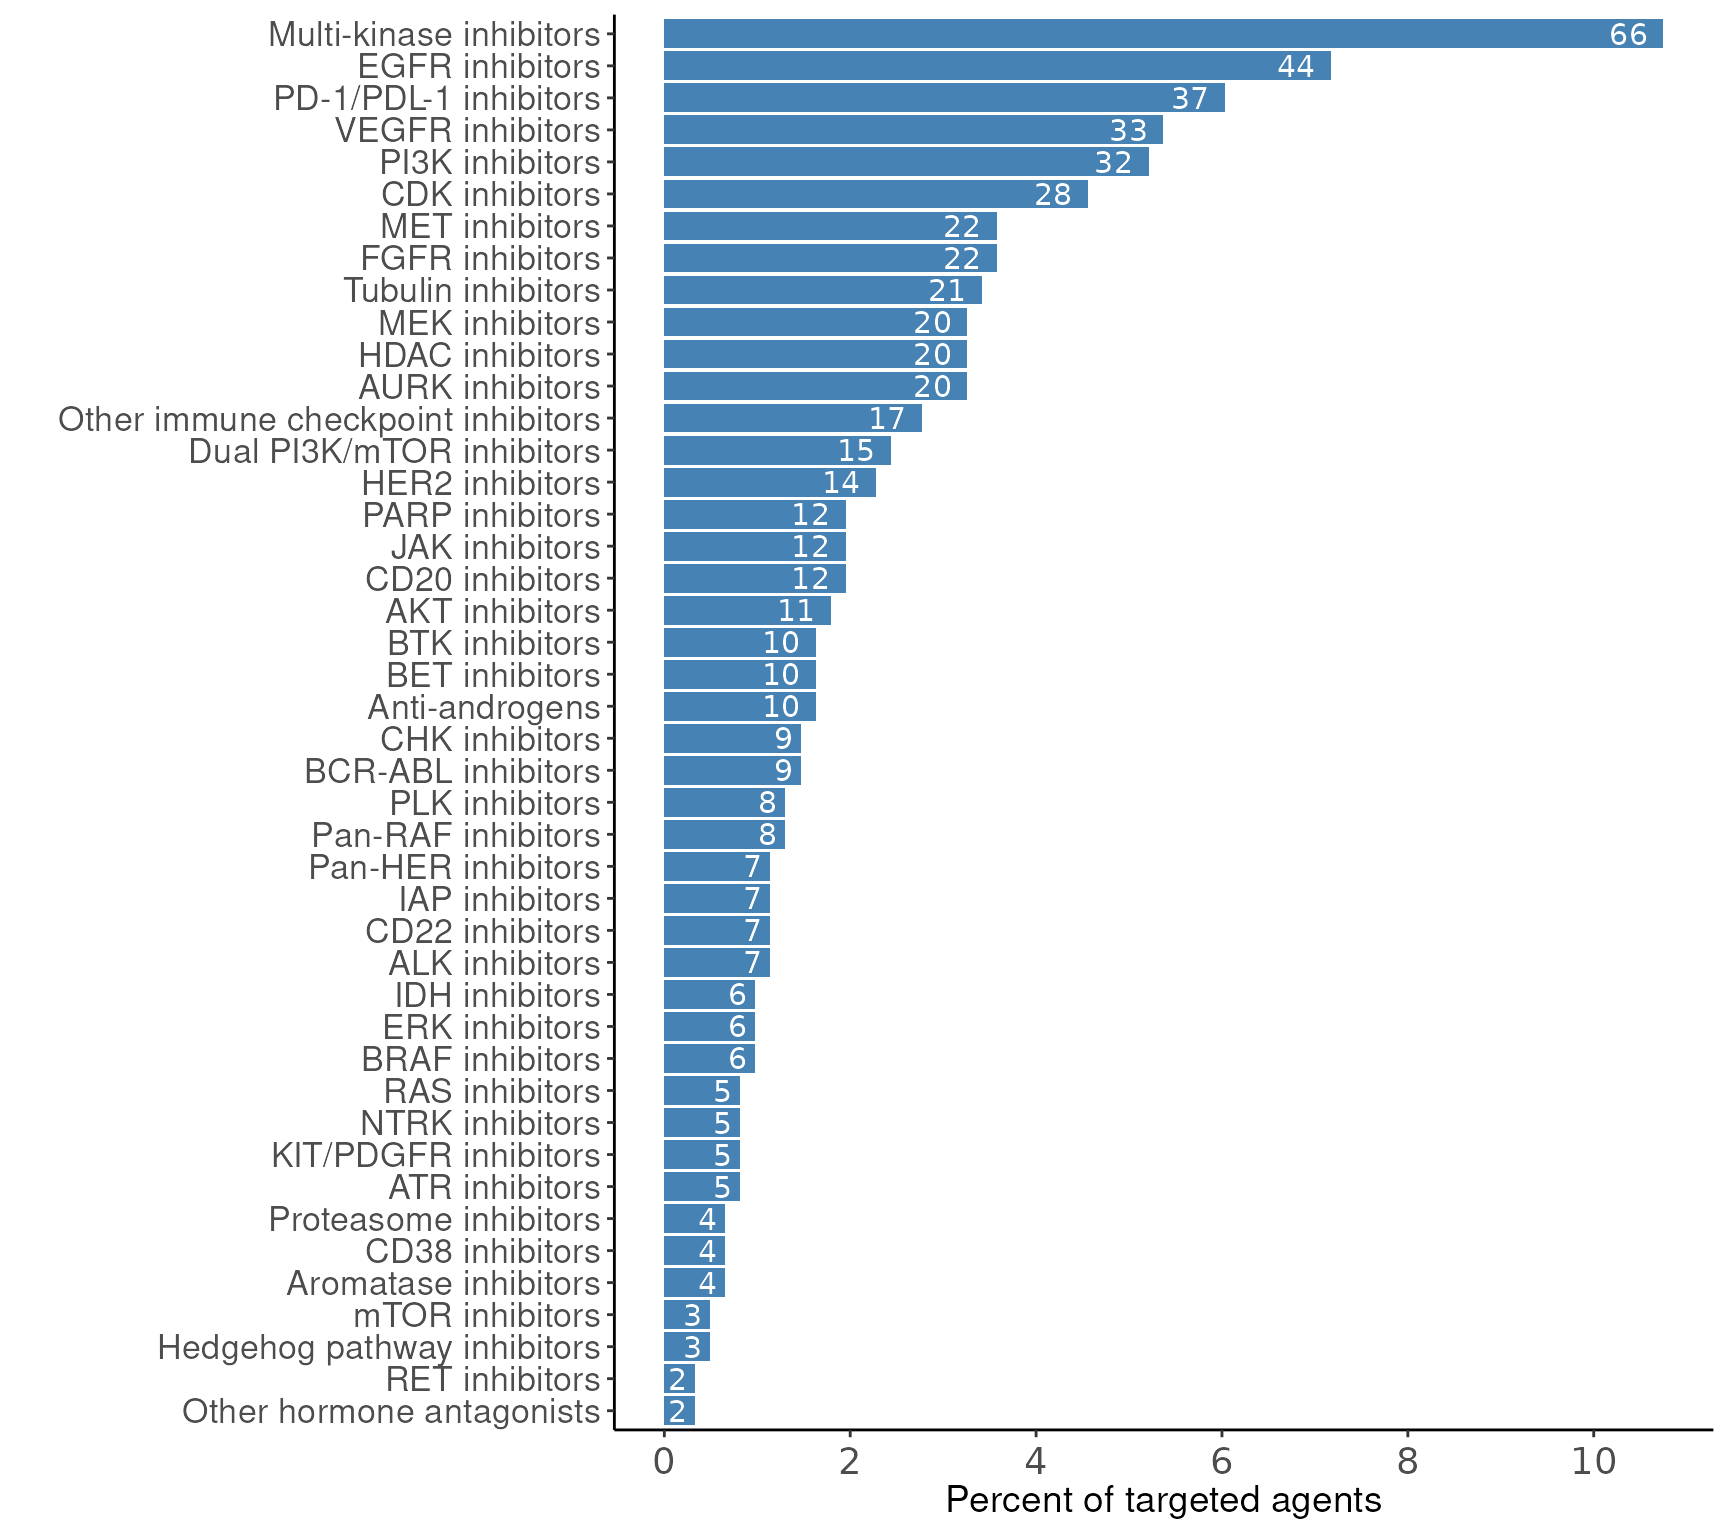 Multi-kinase inhibitors 66
EGFR inhibitors 44
PD-1/PDL-1 inhibitors 37
VEGFR inhibitors 33
PI3K inhibitors 32
CDK inhibitors 28
MET inhibitors 22
FGFR inhibitors 22
Tubulin inhibitors 21
MEK inhibitors 20
HDAC inhibitors 20
AURK inhibitors 20
Other immune checkpoint inhibitors 17
Dual PI3K/mTOR inhibitors 15
HER2 inhibitors 14
PARP inhibitors 12
JAK inhibitors 12
CD20 inhibitors 12
AKT inhibitors 11
BTK inhibitors 10
BET inhibitors 10
Anti-androgens 10
CHK inhibitors 9
BCR-ABL inhibitors 9
PLK inhibitors 8
Pan-RAF inhibitors 8
Pan-HER inhibitors 7
IAP inhibitors 7
CD22 inhibitors 7
ALK inhibitors 7
IDH inhibitors 6
ERK inhibitors 6
BRAF inhibitors 6
RAS inhibitors 5
NTRK inhibitors 5
KIT/PDGFR inhibitors 5
ATR inhibitors 5
Proteasome inhibitors 4
CD38 inhibitors 4
Aromatase inhibitors 4
mTOR inhibitors 3
Hedgehog pathway inhibitors 3
RET inhibitors 2
Other hormone antagonists 2
0 2 4 6 8 10
Percent of targeted agents